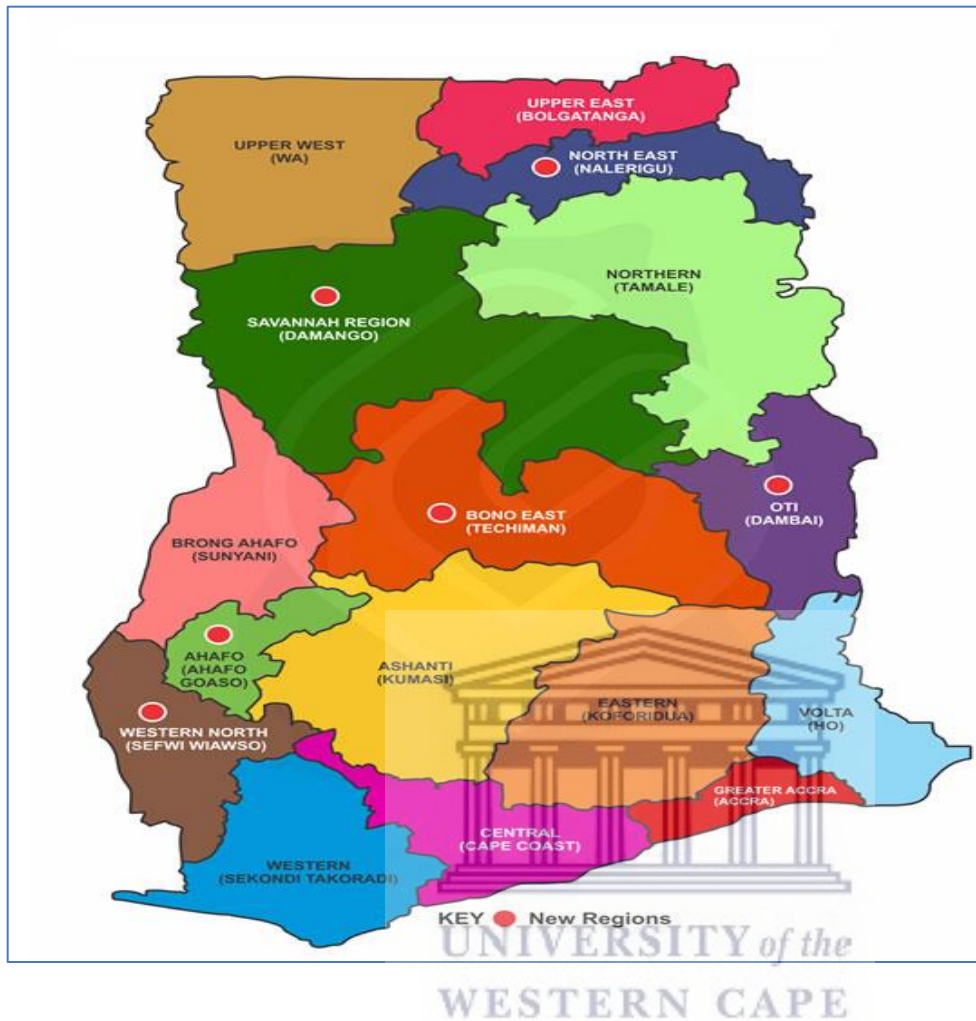 UPPER EAST
(BOLGATANGA)
UPPER WEST
(WA)
NORTH EAST
(NALERIGU)
NORTHERN
(TAMALE)
SAVANNAH REGION
(DAMANGO)
OTI
(DAMBAI)
BONO EAST
(TECHIMAN)
BRONG AHAFO
(SUNYANI)
AHAFO
(AHAFO
GOASO)
ASHANTI
(KUMASI)
EASTERN
(KOFORIDUA)
VOLTA
(HO)
WESTERN NORTH
(SEFWI WIAWSO)
GREATER ACCRA
(ACCRA)
CENTRAL
(CAPE COAST)
WESTERN
(SEKONDI TAKORADI)
KEY New Regions
UNIVERSITY of the
WESTERN CAPE